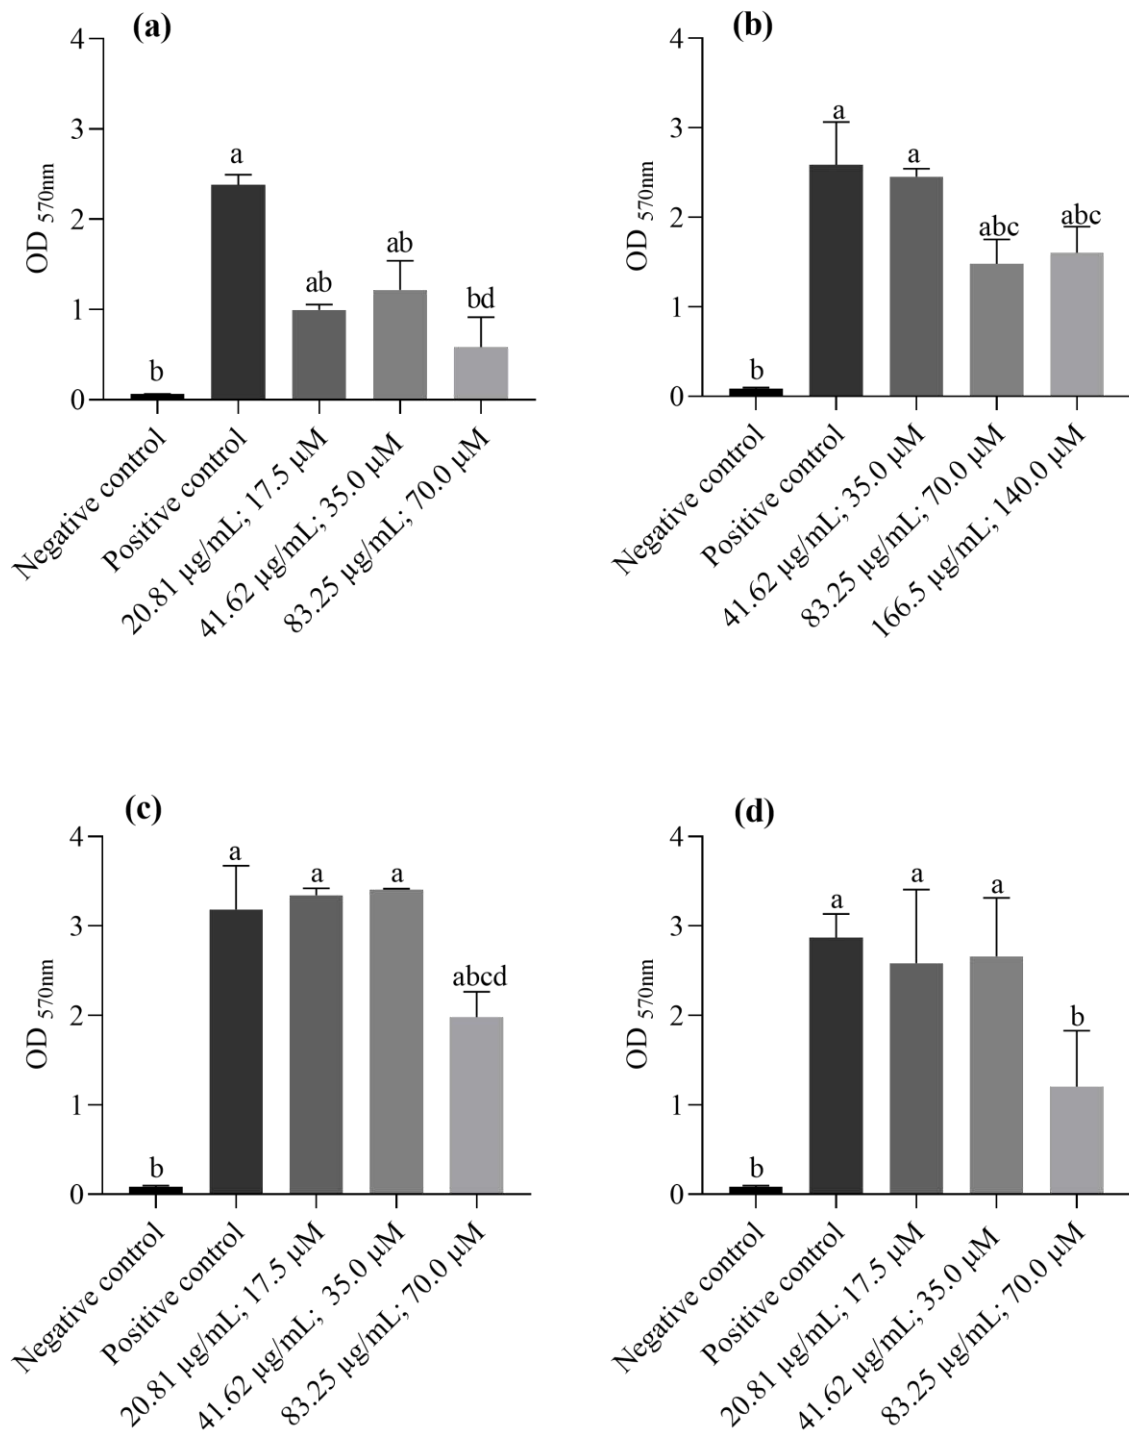 (a)
4
3
2
1
0
OD 570nm
b
a
ab
ab
bd
Negative control
Positive control
20.81 µg/mL; 17.5 µM
41.62 µg/mL; 35.0 µM
83.25 µg/mL; 70.0 µM
(b)
4
3
2
1
0
OD 570nm
b
a
a
abc
abc
Negative control
Positive control
41.62 µg/mL; 35.0 µM
83.25 µg/mL; 70.0 µM
166.5 µg/mL; 140.0 µM
(c)
4
3
2
1
0
OD 570nm
b
a
a
a
abcd
Negative control
Positive control
20.81 µg/mL; 17.5 µM
41.62 µg/mL; 35.0 µM
83.25 µg/mL; 70.0 µM
(d)
4
3
2
1
0
OD 570nm
b
a
a
a
b
Negative control
Positive control
20.81 µg/mL; 17.5 µM
41.62 µg/mL; 35.0 µM
83.25 µg/mL; 70.0 µM